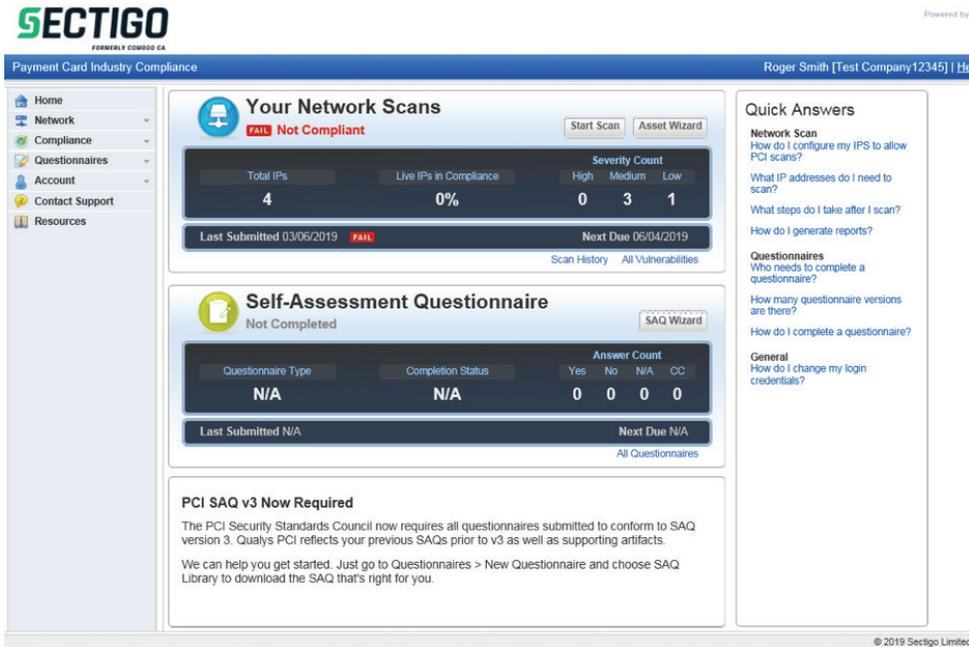 SECTIGO
FORMERLY COMODO CA
Powered by
Payment Card Industry Compliance
Roger Smith [Test Company12345] | He
Home
Network
Compliance
Questionnaires
Account
Contact Support
Resources
Your Network Scans
FAIL Not Compliant
Start Scan
Asset Wizard
Severity Count
Total IPs Live IPs in Compliance High Medium Low
4 0% 0 3 1
Last Submitted 03/06/2019 FAIL Next Due 06/04/2019
Scan History All Vulnerabilities
Self-Assessment Questionnaire
Not Completed
SAQ Wizard
Answer Count
Questionnaire Type Completion Status Yes No N/A CC
N/A N/A 0 0 0 0
Last Submitted N/A Next Due N/A
All Questionnaires
PCI SAQ v3 Now Required
The PCI Security Standards Council now requires all questionnaires submitted to conform to SAQ
version 3. Qualys PCI reflects your previous SAQs prior to v3 as well as supporting artifacts.
We can help you get started. Just go to Questionnaires > New Questionnaire and choose SAQ
Library to download the SAQ that's right for you.
Quick Answers
Network Scan
How do I configure my IPS to allow
PCI scans?
What IP addresses do I need to
scan?
What steps do I take after I scan?
How do I generate reports?
Questionnaires
Who needs to complete a
questionnaire?
How many questionnaire versions
are there?
How do I complete a questionnaire?
General
How do I change my login
credentials?
© 2019 Sectigo Limited